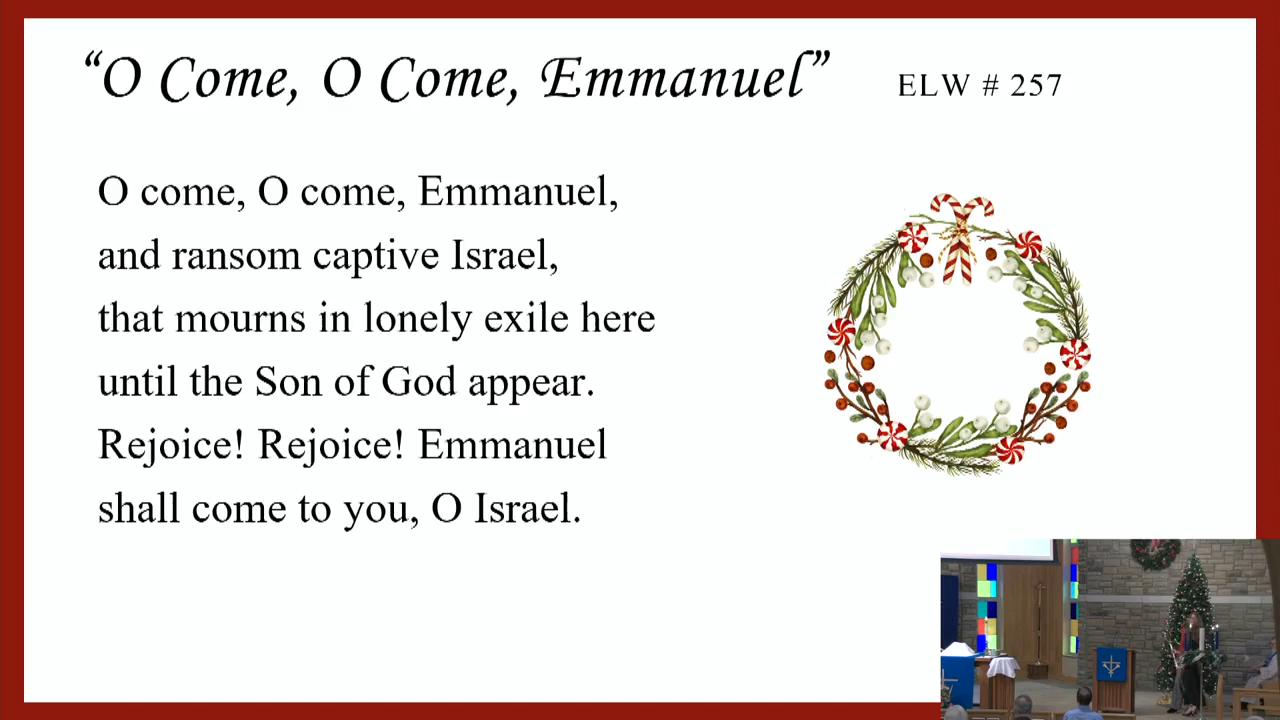 “O Come, O Come, Emmanuel” ELW # 257
O come, O come, Emmanuel,
and ransom captive Israel,
that mourns in lonely exile here
until the Son of God appear.
Rejoice! Rejoice! Emmanuel
shall come to you, O Israel.